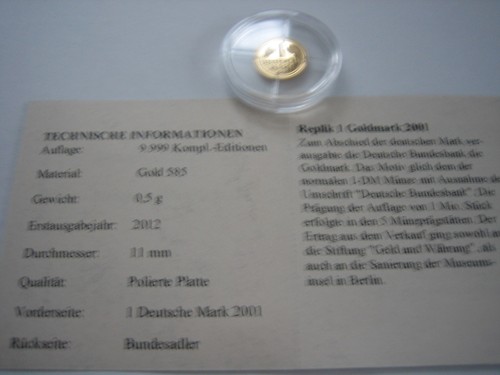 TECHNISCHE INFORMATIONEN
Auflage: 9.999 Kompl.-Editionen
Material: Gold 585
Gewicht: 0,5 g
Erstausgabejahr: 2012
Durchmesser: 11 mm
Qualität: Polierte Platte
Vorderseite: 1 Deutsche Mark 2001
Rückseite: Bundesadler
Replik 1 Goldmark 2001
Zum Abschied der deutschen Mark ver-
ausgabte die Deutsche Bundesbank die
Goldmark. Das Motiv glich dem der
normalen 1-DM Münze mit Ausnahme der
Umschrift "Deutsche Bundesbank". Die
Prägung der Auflage von 1 Mio. Stück
erfolgte in den 5 Münzprägstätten. Der
Ertrag aus dem Verkauf ging sowohl an
die Stiftung "Geld und Währung", als
auch an die Sanierung der Museums-
insel in Berlin.